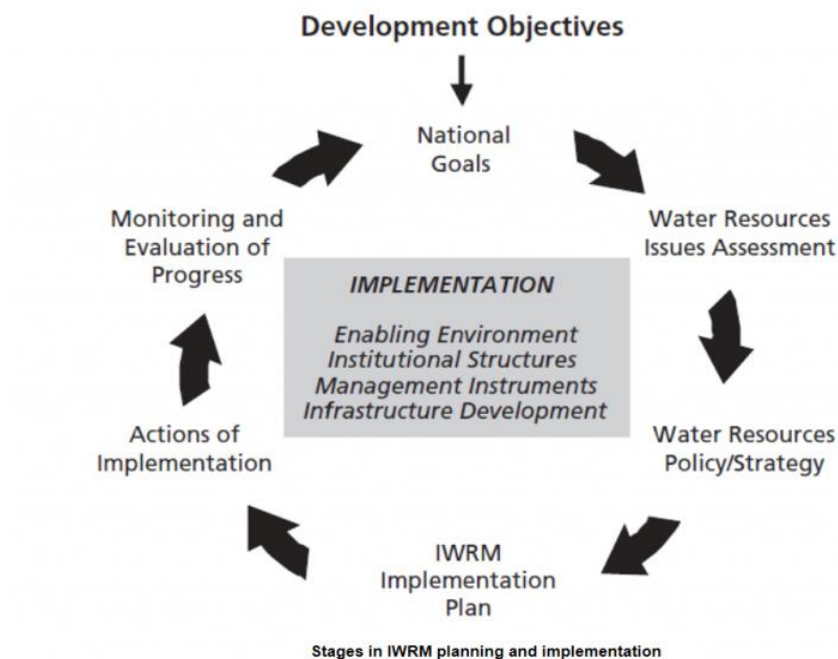 Development Objectives
National
Goals
Water Resources
Issues Assessment
Water Resources
Policy/Strategy
IWRM
Implementation
Plan
Actions of
Implementation
Monitoring and
Evaluation of
Progress
IMPLEMENTATION
Enabling Environment
Institutional Structures
Management Instruments
Infrastructure Development
Stages in IWRM planning and implementation